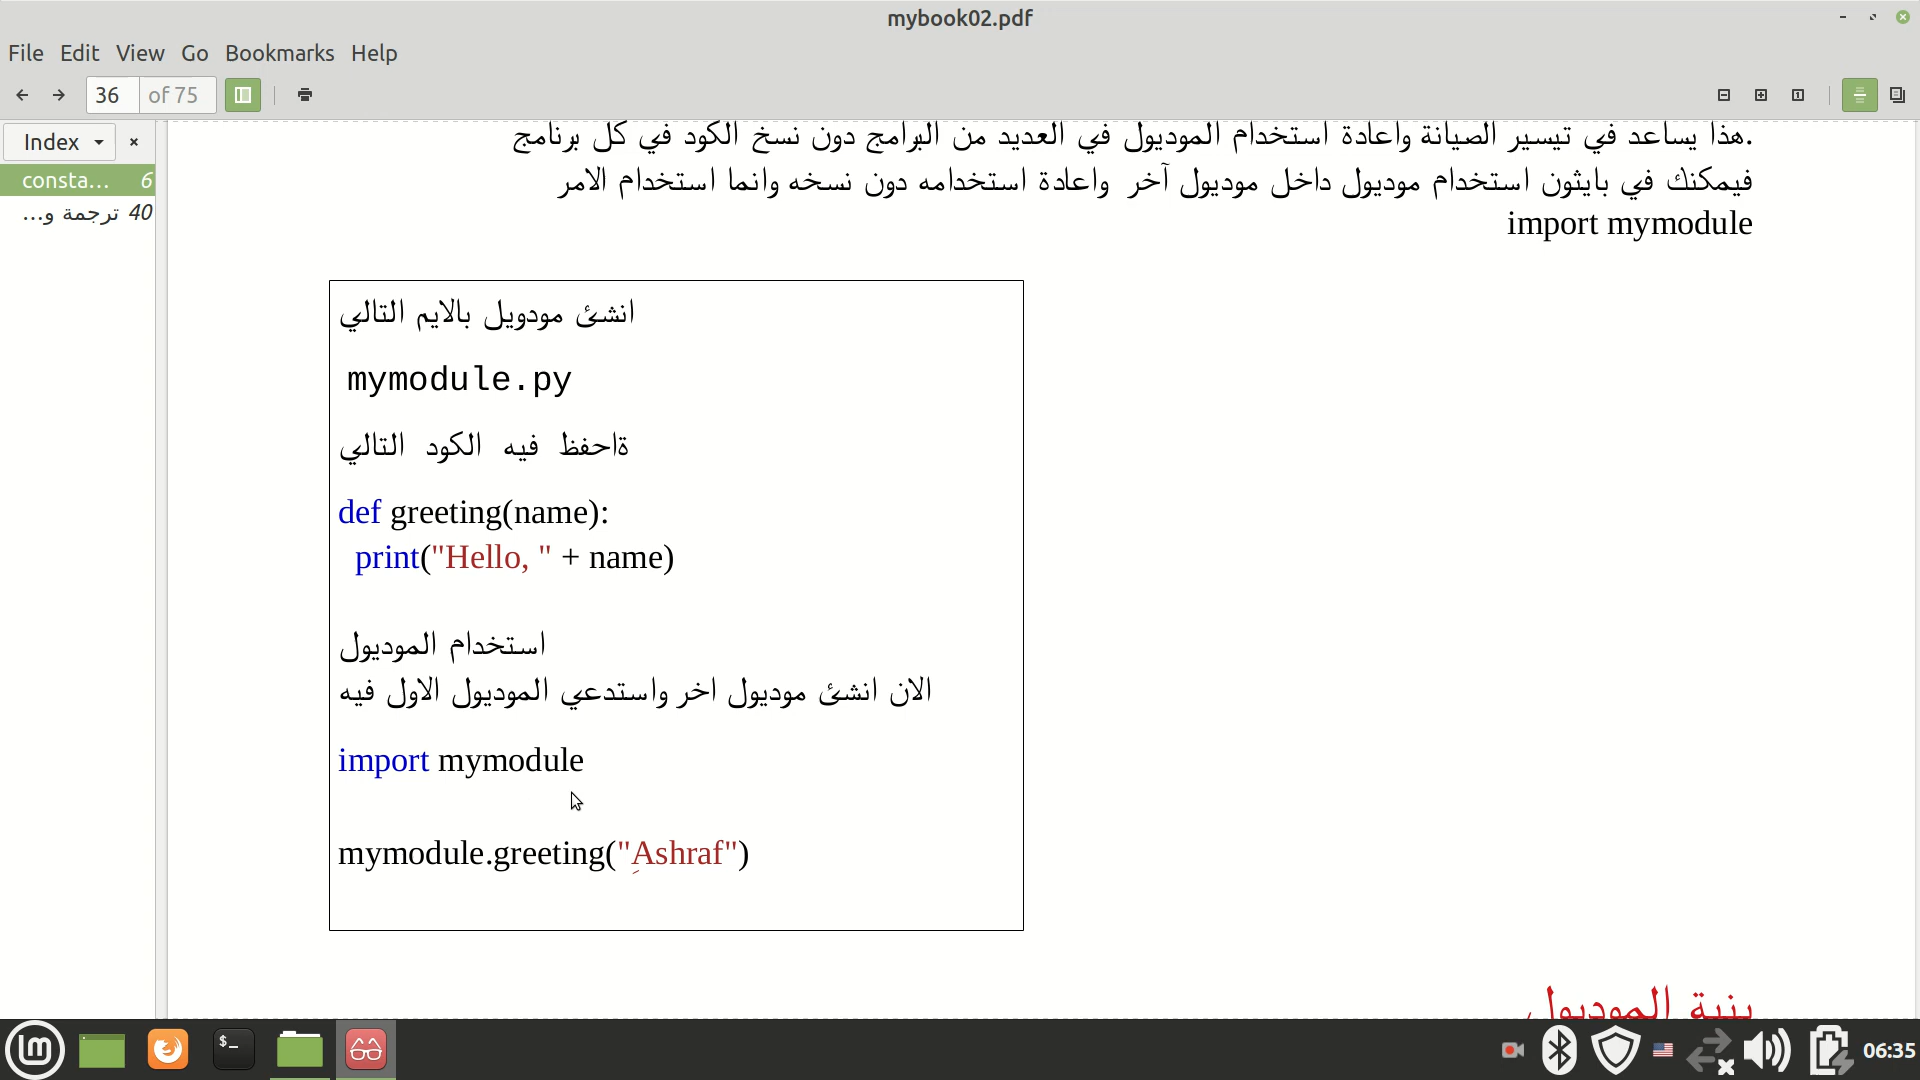 mybook02.pdf
File Edit View Go Bookmarks Help
36 of 75
Index
consta... 6
ترجمة و... 40
.هذا يساعد في تيسير الصيانة واعادة استخدام الموديول في العديد من البرامج دون نسخ الكود في كل برنامج
فيمكنك في بايثون استخدام موديول داخل موديول آخر واعادة استخدامه دون نسخه وانما استخدام الامر
import mymodule
انشئ مودويل بالايم التالي
mymodule.py
ةاحفظ فيه الكود التالي
def greeting(name):
print("Hello, " + name)
استخدام الموديول
الان انشئ موديول اخر واستدعي الموديول الاول فيه
import mymodule
mymodule.greeting("ِAshraf")
بنية الموديول
06:35